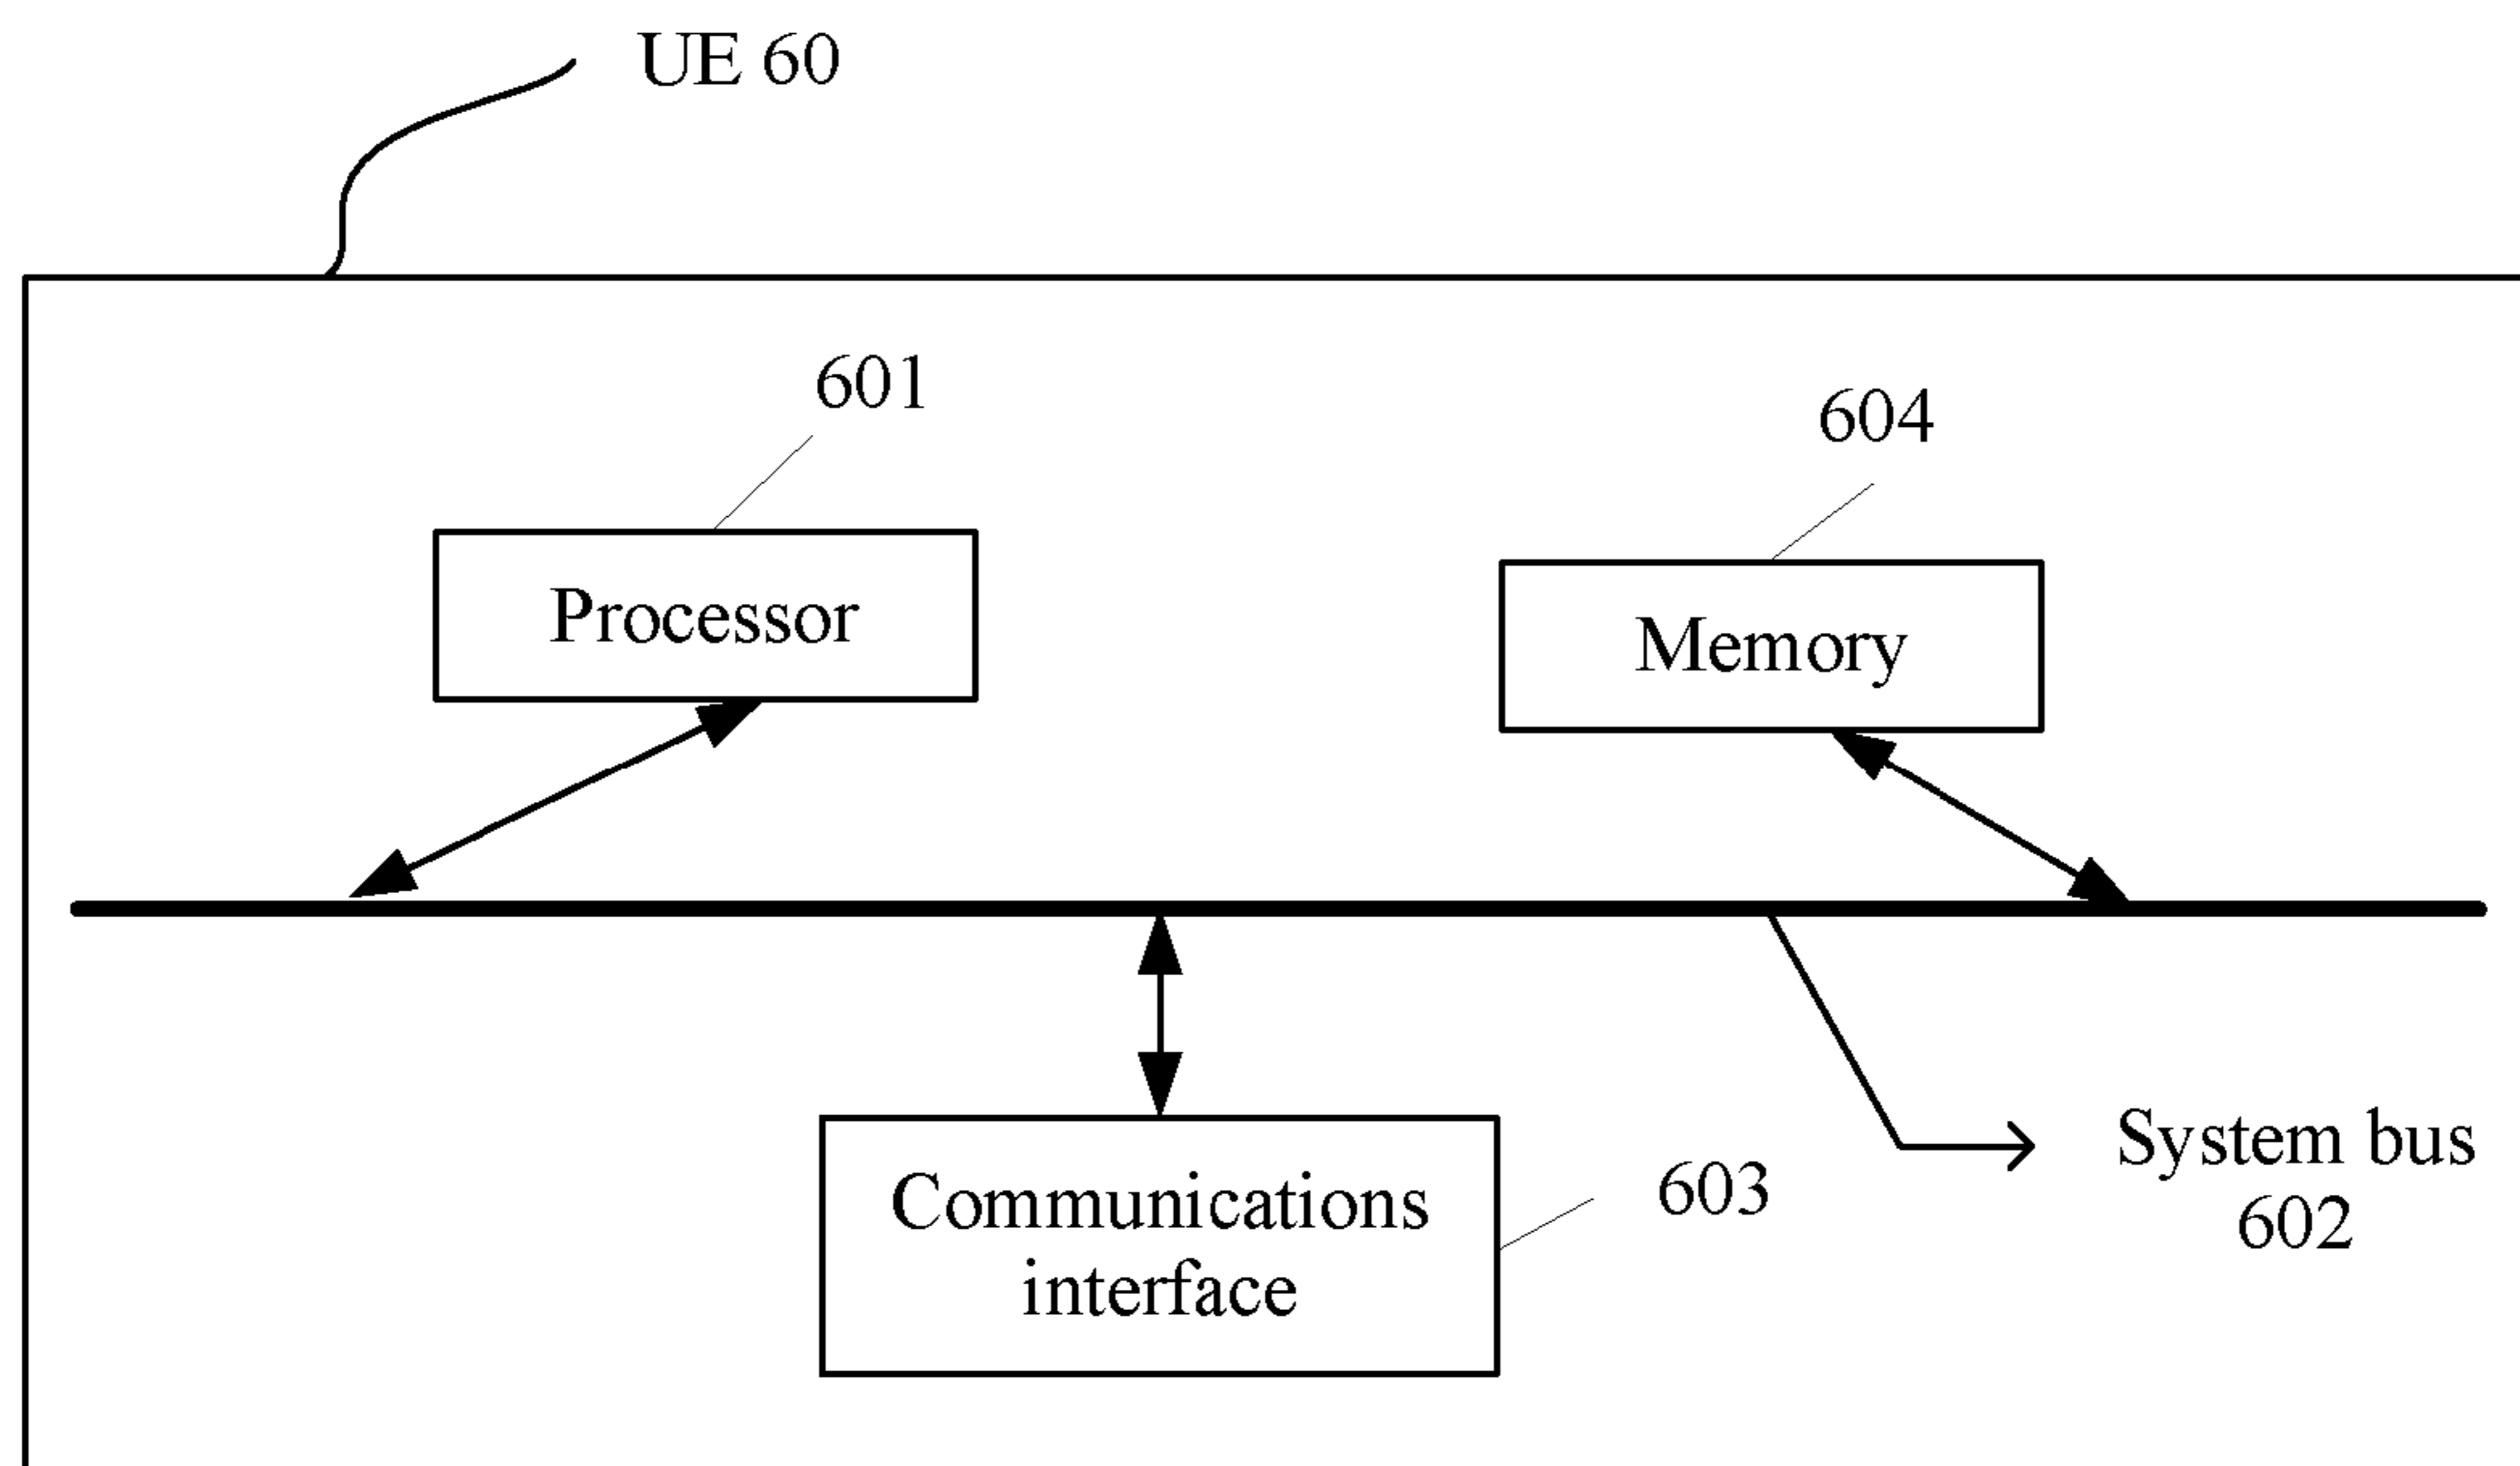 UE 60
601
604
Processor
Memory
Communications
interface
603
System bus
602